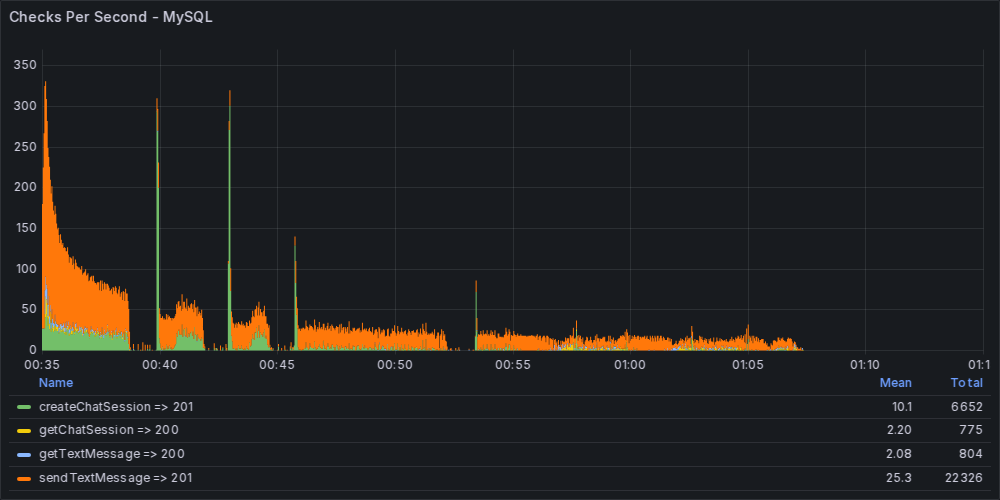 Checks Per Second - MySQL
350
300
250
200
150
100
50
0
00:35 00:40 00:45 00:50 00:55 01:00 01:05 01:10 01:1
Name Mean Total
createChatSession => 201 10.1 6652
getChatSession => 200 2.20 775
getTextMessage => 200 2.08 804
sendTextMessage => 201 25.3 22326